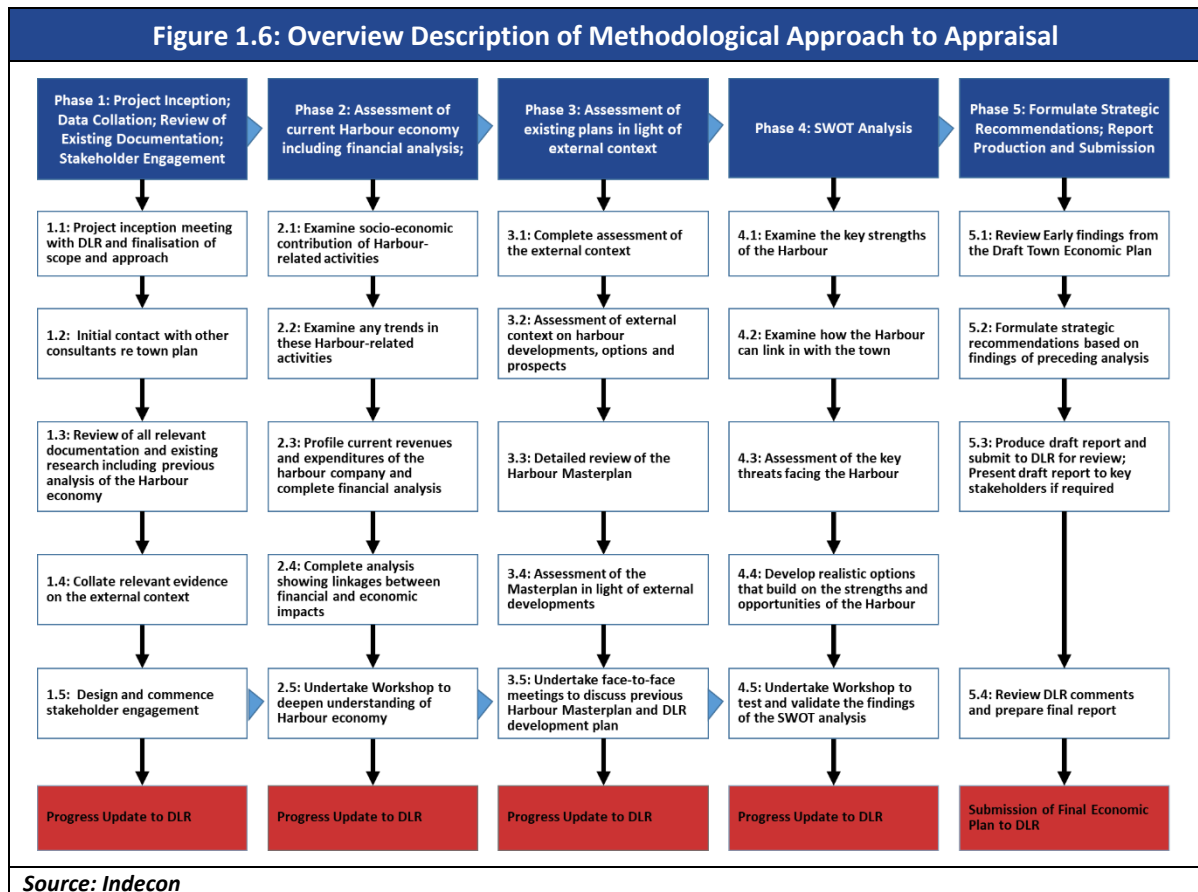 Figure 1.6: Overview Description of Methodological Approach to Appraisal
Phase 1: Project Inception;
Data Collation; Review of
Existing Documentation;
Stakeholder Engagement
Phase 2: Assessment of
current Harbour economy
including financial analysis;
Phase 3: Assessment of
existing plans in light of
external context
Phase 4: SWOT Analysis
Phase 5: Formulate Strategic
Recommendations; Report
Production and Submission
1.1: Project inception meeting
with DLR and finalisation of
scope and approach
2.1: Examine socio-economic
contribution of Harbour-
related activities
3.1: Complete assessment of
the external context
4.1: Examine the key strengths
of the Harbour
5.1: Review Early findings from
the Draft Town Economic Plan
1.2: Initial contact with other
consultants re town plan
2.2: Examine any trends in
these Harbour-related
activities
3.2: Assessment of external
context on harbour
developments, options and
prospects
4.2: Examine how the Harbour
can link in with the town
5.2: Formulate strategic
recommendations based on
findings of preceding analysis
1.3: Review of all relevant
documentation and existing
research including previous
analysis of the Harbour
economy
2.3: Profile current revenues
and expenditures of the
harbour company and
complete financial analysis
3.3: Detailed review of the
Harbour Masterplan
4.3: Assessment of the key
threats facing the Harbour
5.3: Produce draft report and
submit to DLR for review;
Present draft report to key
stakeholders if required
1.4: Collate relevant evidence
on the external context
2.4: Complete analysis
showing linkages between
financial and economic
impacts
3.4: Assessment of the
Masterplan in light of external
developments
4.4: Develop realistic options
that build on the strengths and
opportunities of the Harbour
1.5: Design and commence
stakeholder engagement
2.5: Undertake Workshop to
deepen understanding of
Harbour economy
3.5: Undertake face-to-face
meetings to discuss previous
Harbour Masterplan and DLR
development plan
4.5: Undertake Workshop to
test and validate the findings
of the SWOT analysis
5.4: Review DLR comments
and prepare final report
Progress Update to DLR
Progress Update to DLR
Progress Update to DLR
Progress Update to DLR
Submission of Final Economic
Plan to DLR
Source: Indecon